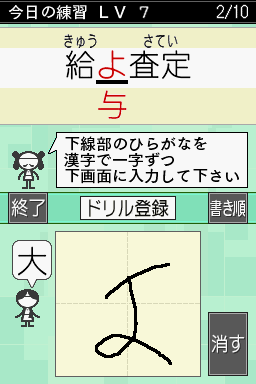 今日の練習 LV 7 2/10
きゅう さてい
給よ査定
与
下線部のひらがなを
漢字で一字ずつ
下画面に入力して下さい
終了 ドリル登録 書き順
大
よ
消す